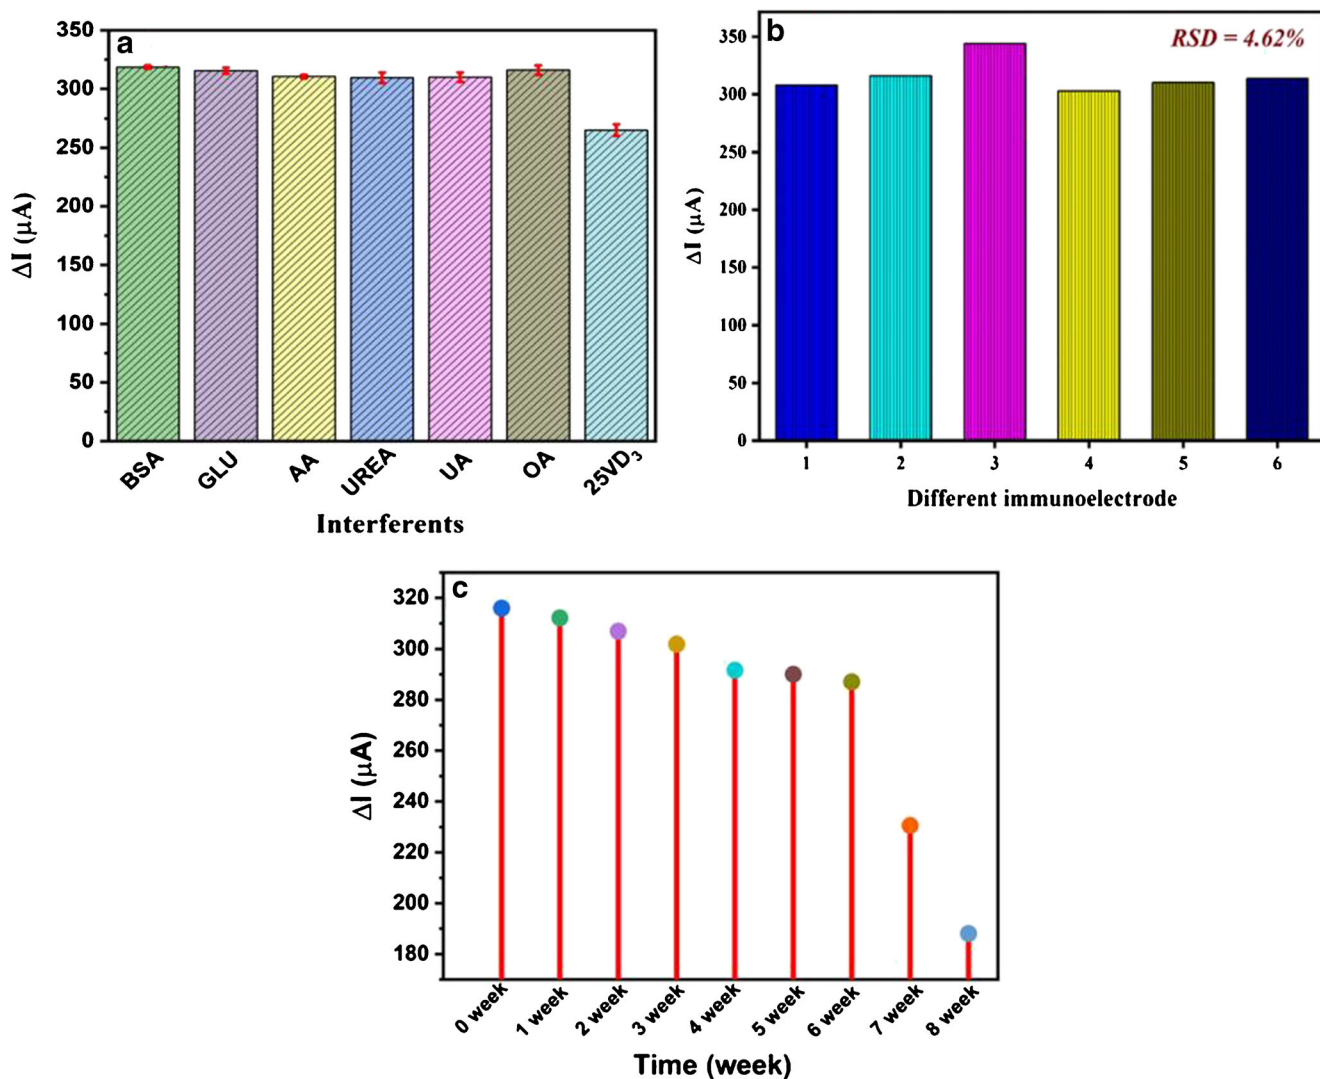 a
350
300
250
200
150
100
50
0
ΔI (μA)
BSA
GLU
AA
UREA
UA
OA
25VD₃
Interferents
b
RSD = 4.62%
350
300
250
200
150
100
50
0
ΔI (μA)
1 2 3 4 5 6
Different immunoelectrode
c
320
300
280
260
240
220
200
180
ΔI (μA)
0 week
1 week
2 week
3 week
4 week
5 week
6 week
7 week
8 week
Time (week)